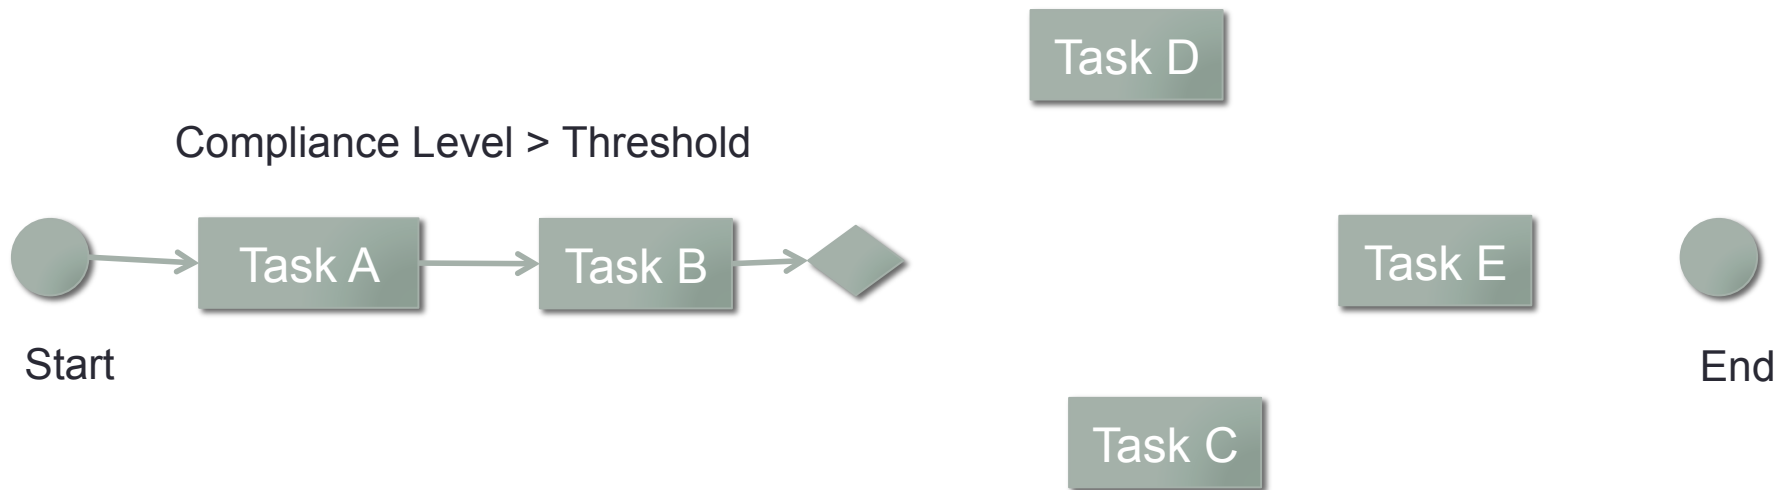 Task D
Compliance Level > Threshold
Task A
Task B
Task E
Start
End
Task C